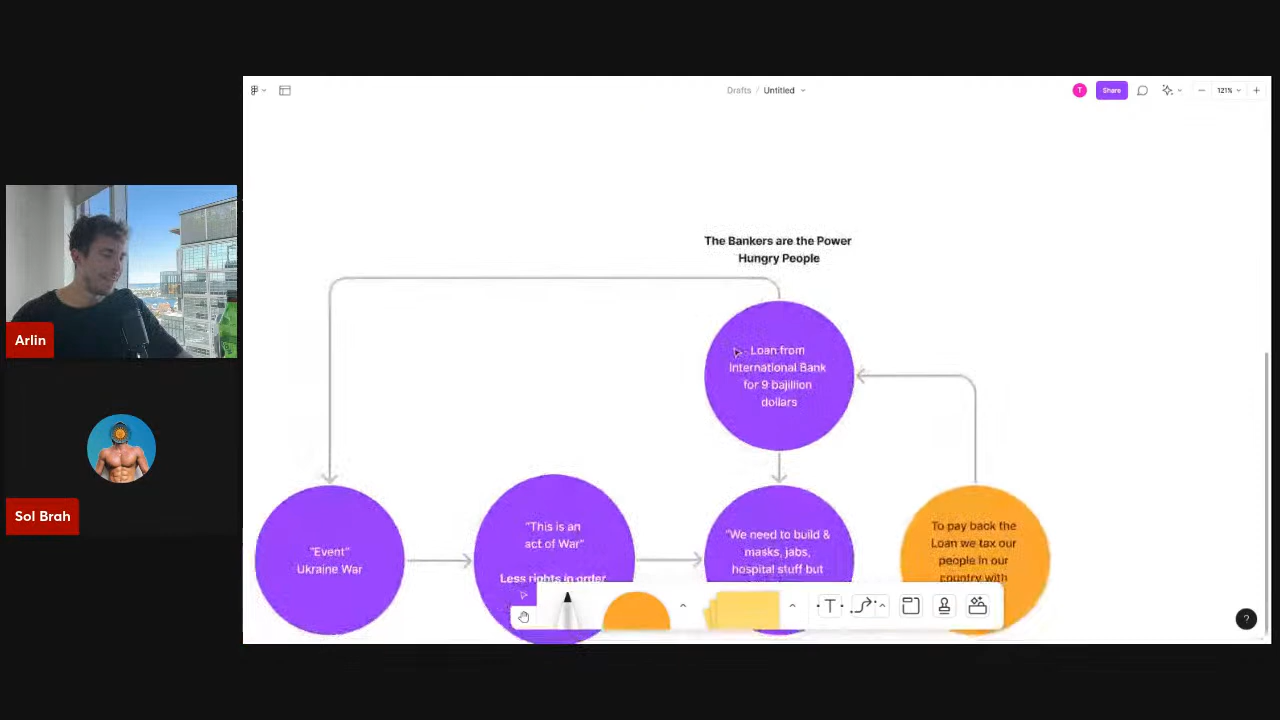 Drafts / Untitled
T
Share
121%
The Bankers are the Power
Hungry People
Loan from
International Bank
for 9 bajillion
dollars
Arlin
Sol Brah
"Event"
Ukraine War
"This is an
act of War"
Less rights in order
"We need to build &
masks, jabs,
hospital stuff but
To pay back the
Loan we tax our
people in our
country with
T
?